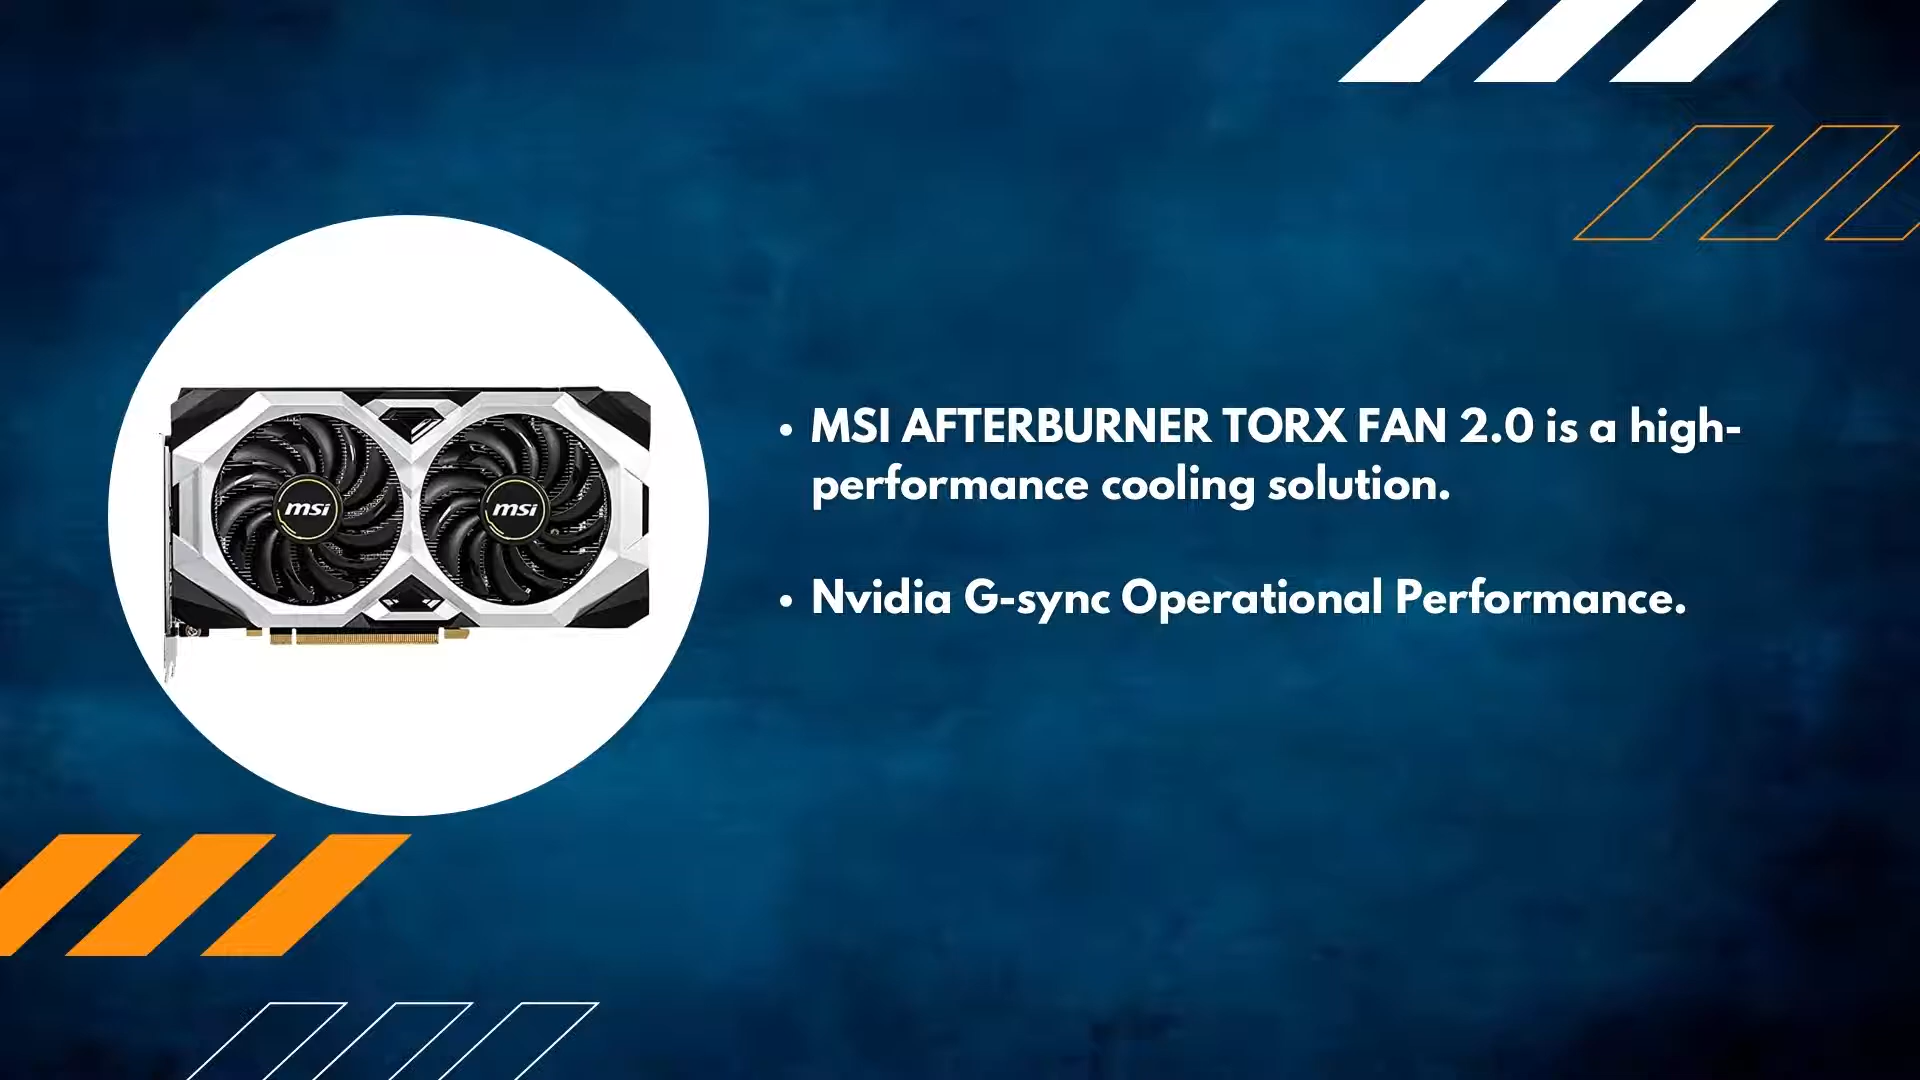 msi msi
• MSI AFTERBURNER TORX FAN 2.0 is a high-
performance cooling solution.
• Nvidia G-sync Operational Performance.